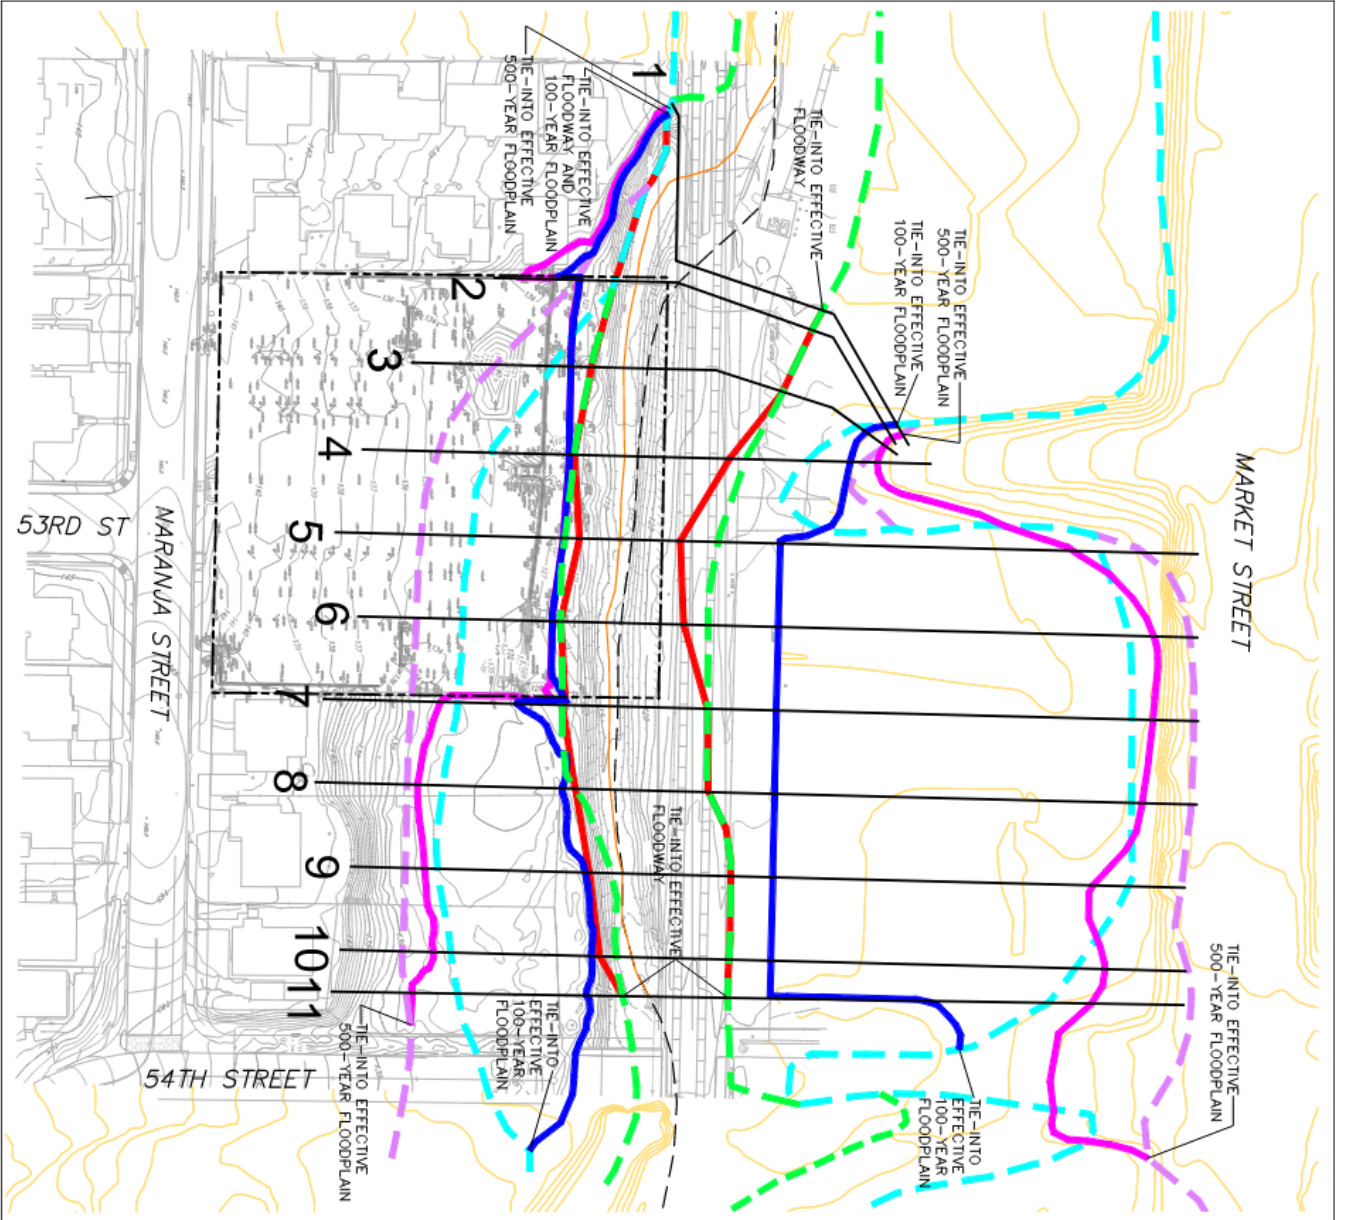 1
TIE-INTO EFFECTIVE
FLOODWAY AND
100-YEAR FLOODPLAIN
TIE-INTO EFFECTIVE
500-YEAR FLOODPLAIN
TIE-INTO EFFECTIVE
FLOODWAY
TIE-INTO EFFECTIVE
500-YEAR FLOODPLAIN
TIE-INTO EFFECTIVE
100-YEAR FLOODPLAIN
2
3
4
5
6
7
8
9
10
11
MARKET STREET
53RD ST
NARANJA STREET
54TH STREET
TIE-INTO EFFECTIVE
FLOODWAY
TIE-INTO EFFECTIVE
500-YEAR FLOODPLAIN
TIE-INTO
EFFECTIVE
100-YEAR
FLOODPLAIN
TIE-INTO
EFFECTIVE
100-YEAR
FLOODPLAIN
TIE-INTO EFFECTIVE
500-YEAR FLOODPLAIN